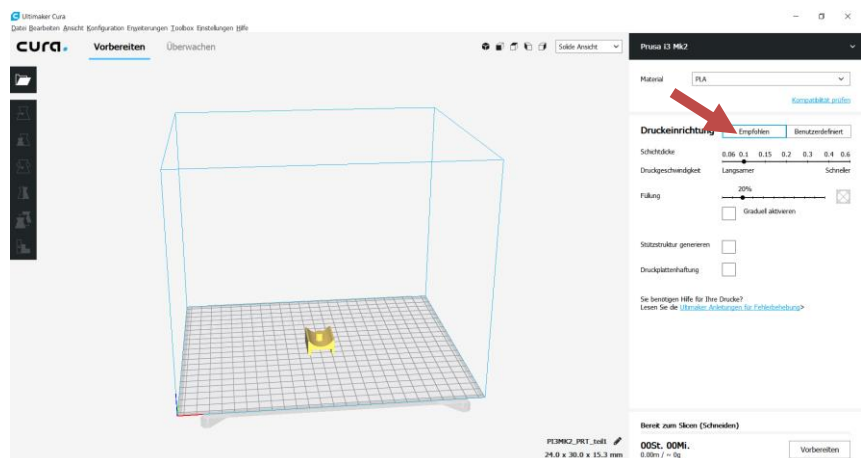 Ultimaker Cura
Datei Bearbeiten Ansicht Konfiguration Erweiterungen Toolbox Einstellungen Hilfe
cura.
Vorbereiten
Überwachen
Solide Ansicht
Prusa i3 Mk2
Material
PLA
Kompatibilität prüfen
Druckeinrichtung
Empfohlen
Benutzerdefiniert
Schichtdicke
0.06 0.1 0.15 0.2 0.3 0.4 0.6
Druckgeschwindigkeit
Langsamer
Schneller
20%
Füllung
Graduell aktivieren
Stützstruktur generieren
Druckplattenhaftung
Sie benötigen Hilfe für Ihre Drucke?
Lesen Sie die Ultimaker Anleitungen für Fehlerbehebung>
Bereit zum Slicen (Schneiden)
PI3MK2_PRT_teil1
24.0 x 30.0 x 15.3 mm
00St. 00Mi.
0.00m / ~ 0g
Vorbereiten